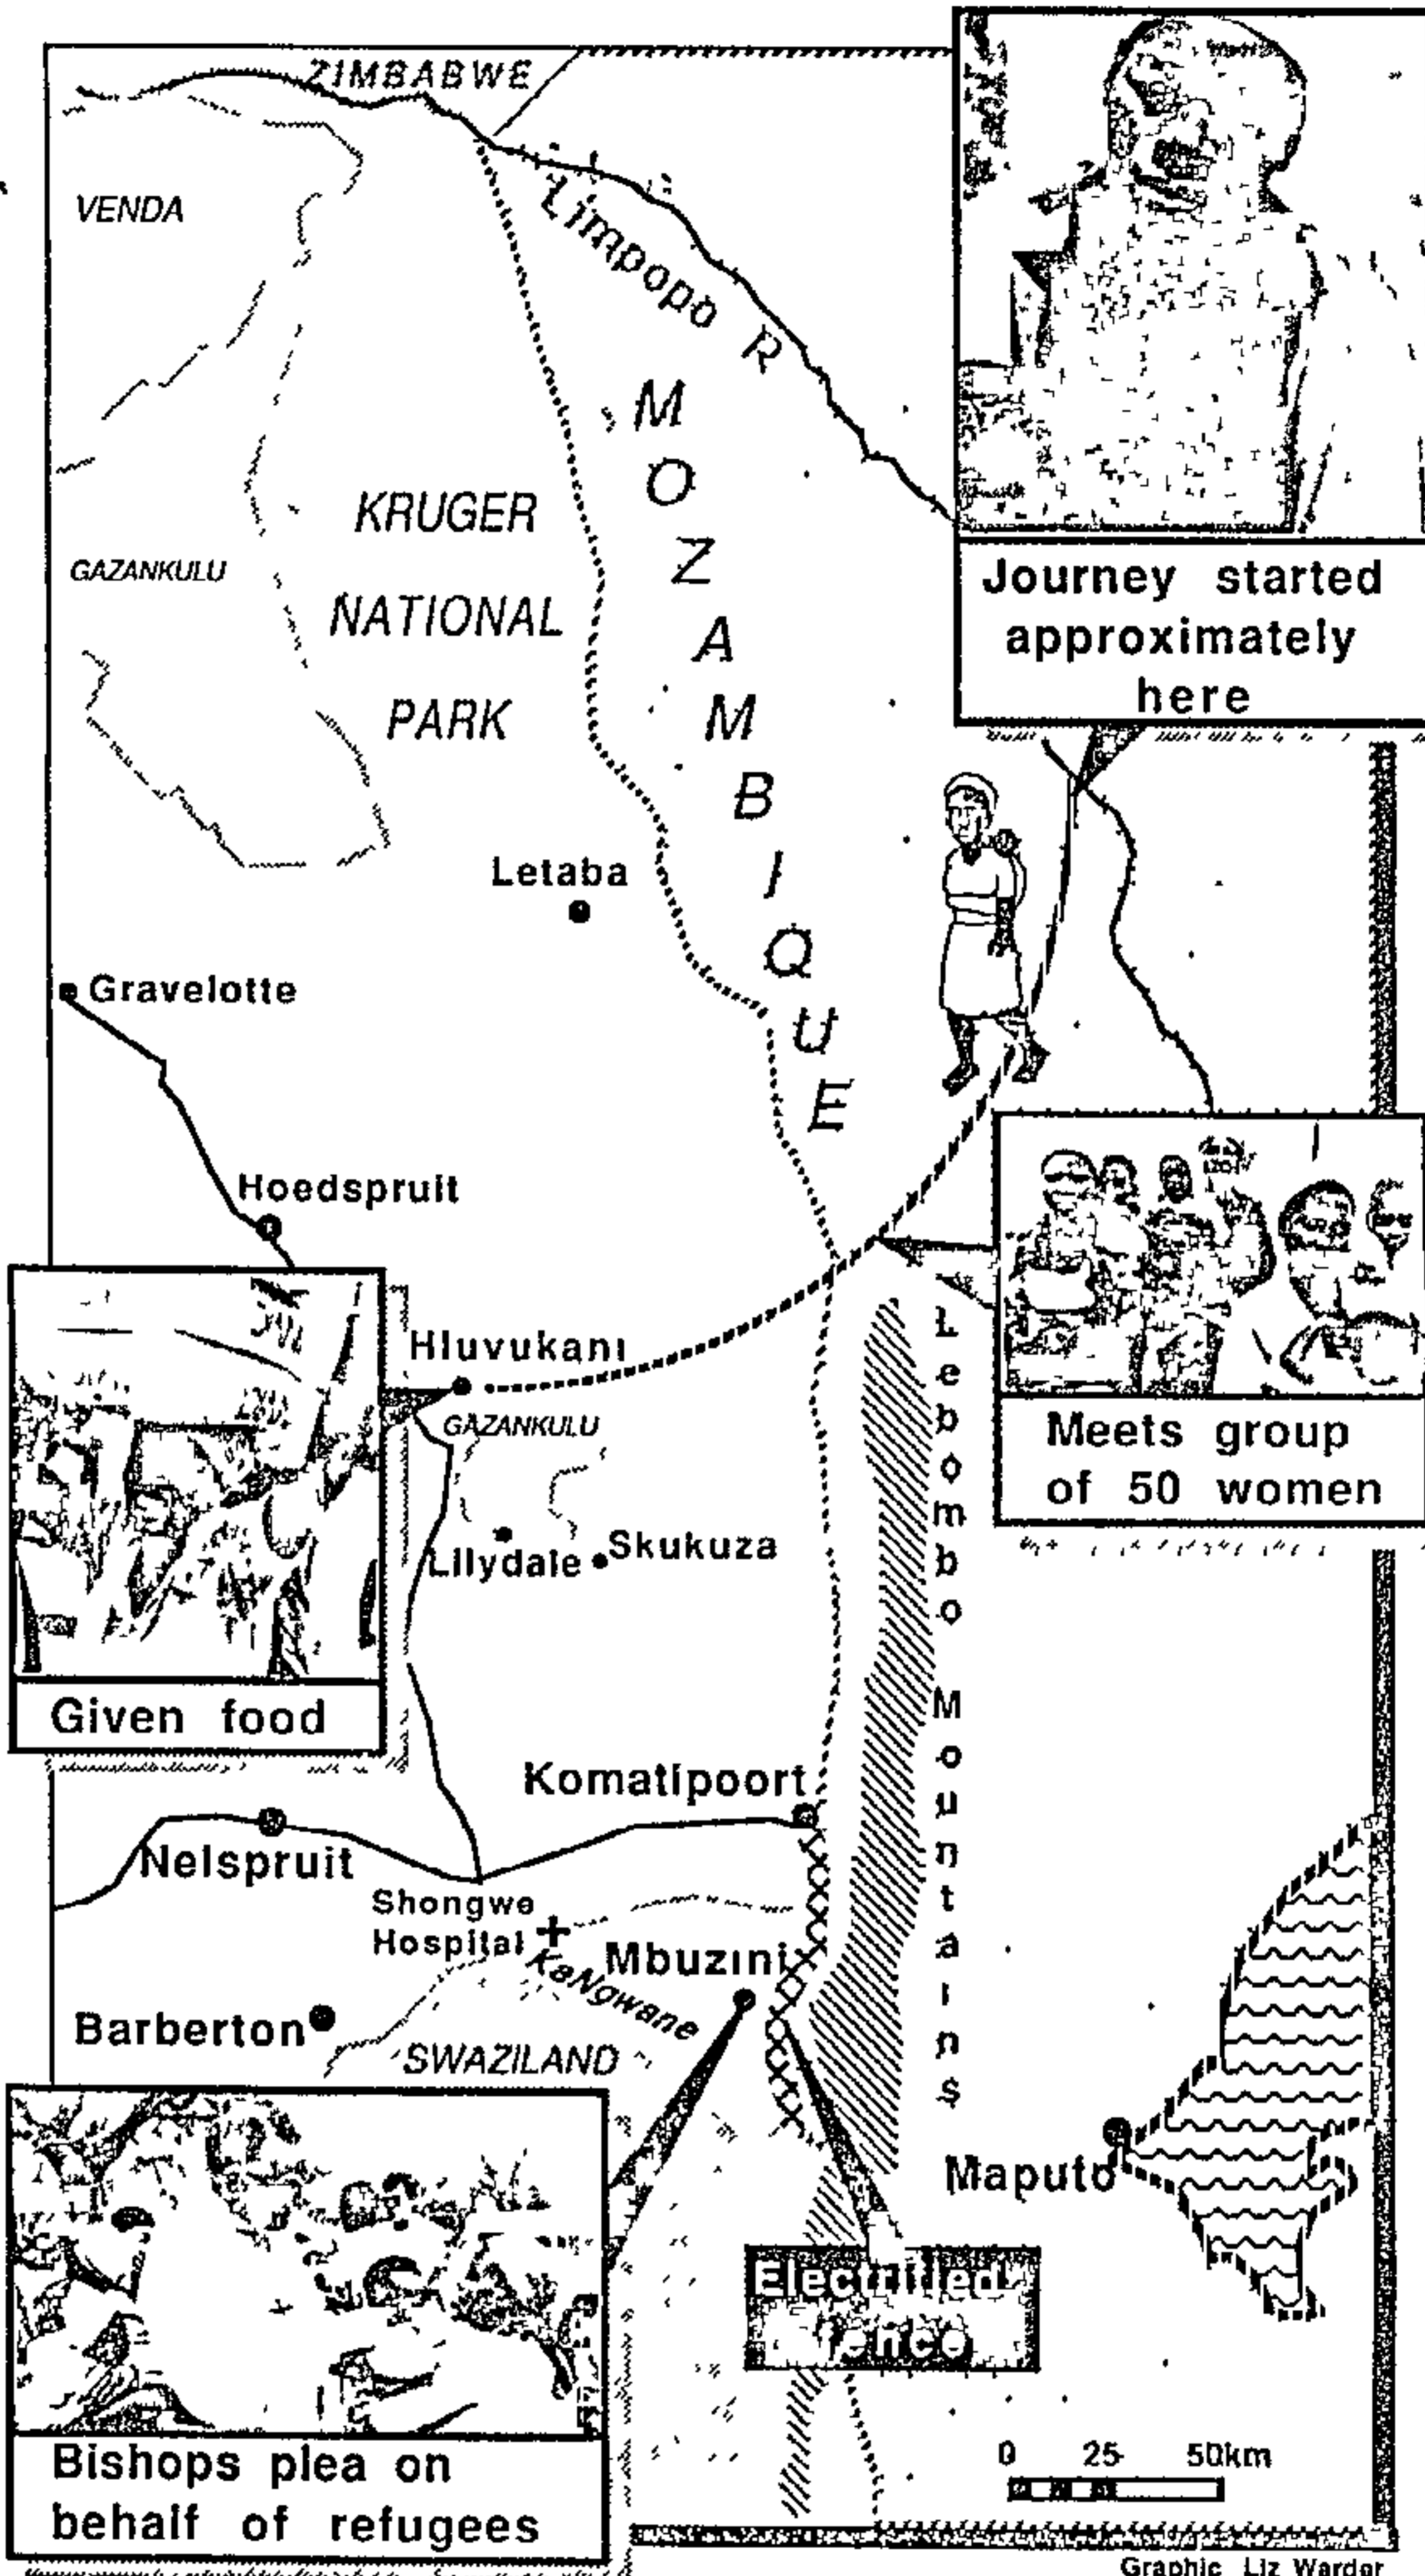 ZIMBABWE
VENDA
Limpopo R
MOZAMBIQUE
KRUGER
NATIONAL
PARK
GAZANKULU
Journey started
approximately
here
Letaba
Gravelotte
Hoedspruit
Hluvukani
GAZANKULU
Lilydale
Skukuza
Meets group
of 50 women
Lebombo Mountains
Given food
Komatipoort
Nelspruit
Shongwe
Hospital
KaNgwane
Mbuzini
Barberton
SWAZILAND
Maputo
Electrified
fence
Bishops plea on
behalf of refugees
0 25 50km
Graphic Liz Warder